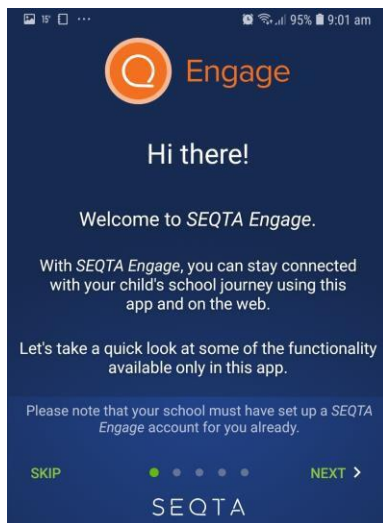 15° 95% 9:01 am
Engage
Hi there!
Welcome to SEQTA Engage.
With SEQTA Engage, you can stay connected
with your child's school journey using this
app and on the web.
Let's take a quick look at some of the functionality
available only in this app.
Please note that your school must have set up a SEQTA
Engage account for you already.
SKIP NEXT >
SEQTA